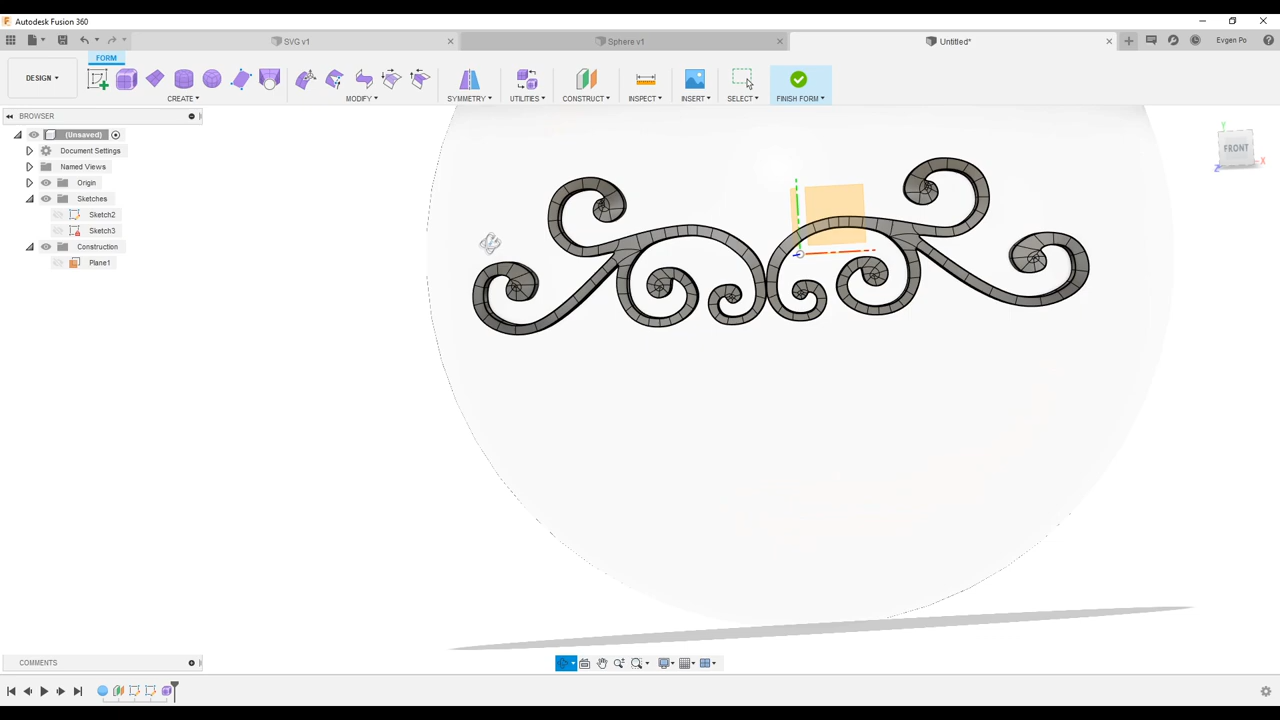 Autodesk Fusion 360
SVG v1
Sphere v1
Untitled*
Evgen Po
DESIGN
FORM
CREATE
MODIFY
SYMMETRY
UTILITIES
CONSTRUCT
INSPECT
INSERT
SELECT
FINISH FORM
BROWSER
(Unsaved)
Document Settings
Named Views
Origin
Sketches
Sketch2
Sketch3
Construction
Plane1
Y
FRONT
X
Z
COMMENTS